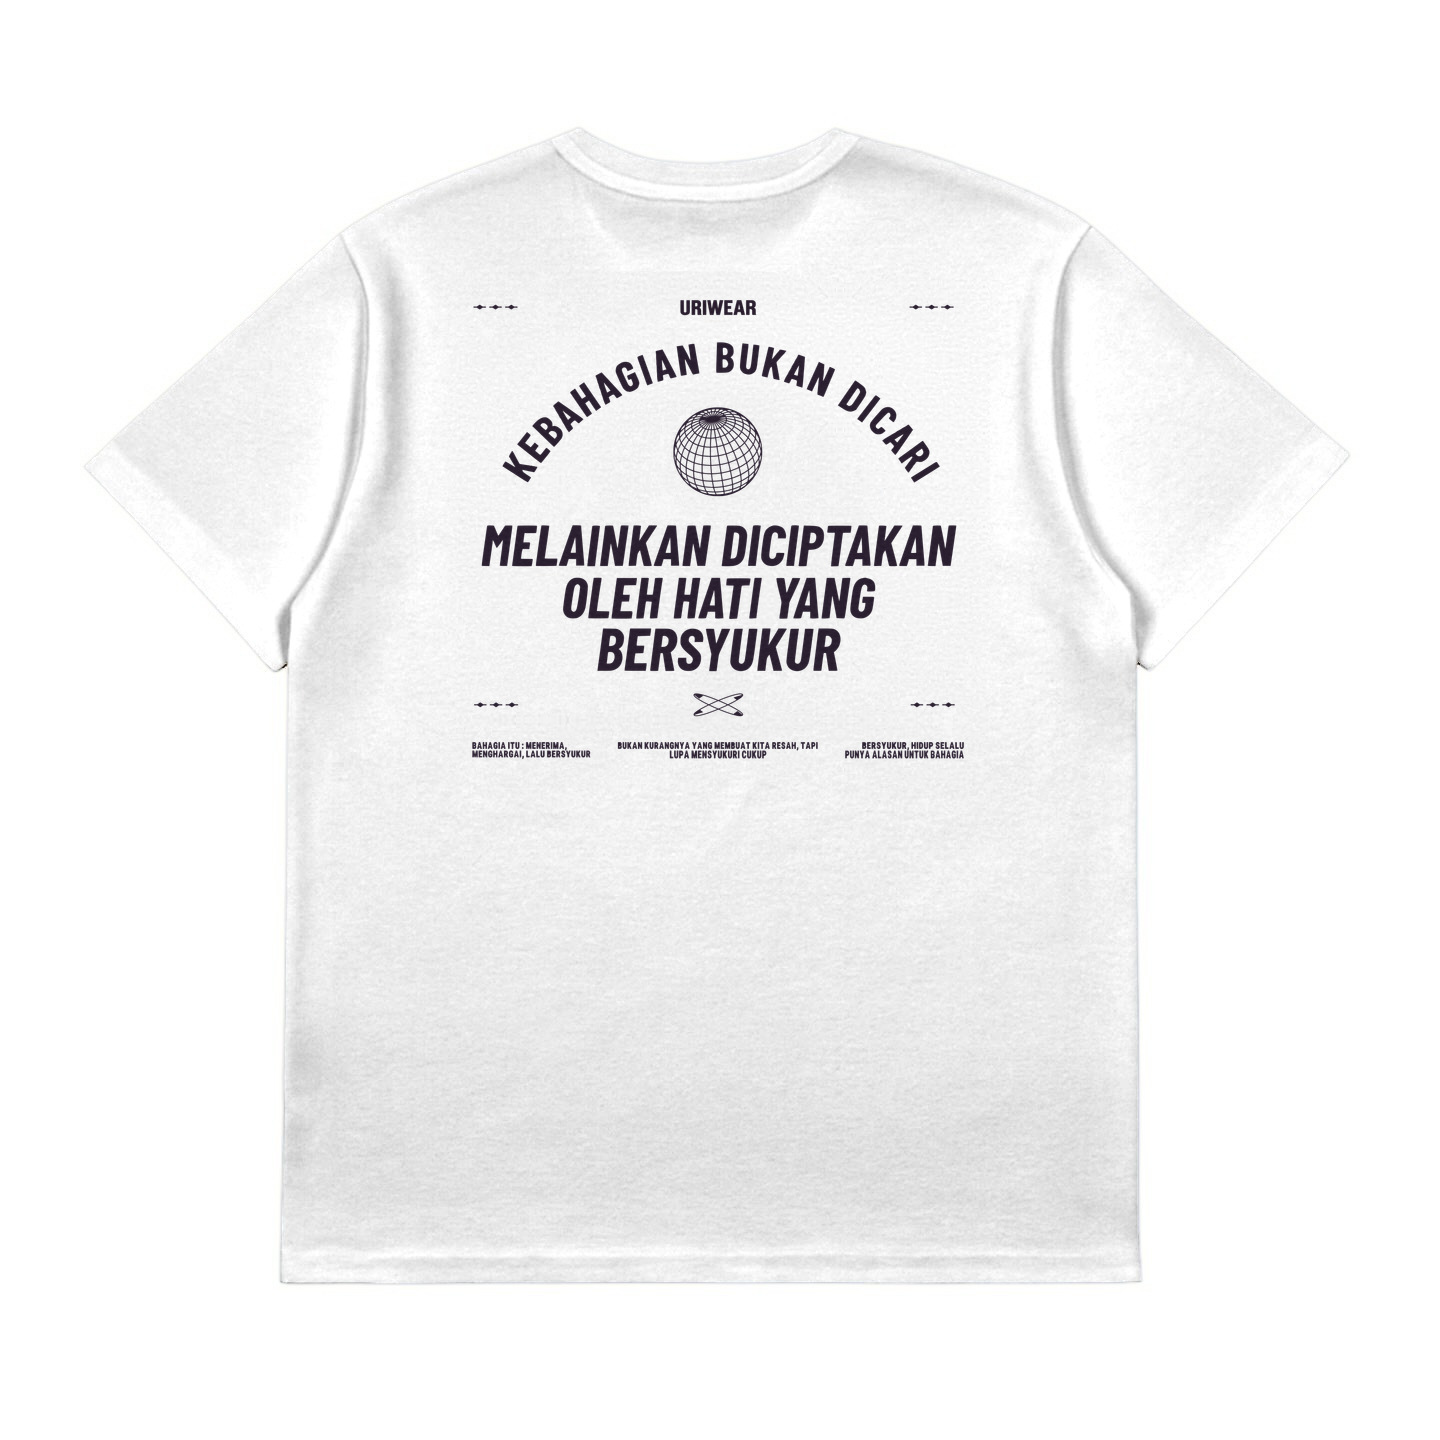 URIWEAR
KEBAHAGIAN BUKAN DICARI
MELAINKAN DICIPTAKAN
OLEH HATI YANG
BERSYUKUR
BAHAGIA ITU : MENERIMA,
MENGHARGAI, LALU BERSYUKUR
BUKAN KURANGNYA YANG MEMBUAT KITA RESAH, TAPI
LUPA MENSYUKURI CUKUP
BERSYUKUR, HIDUP SELALU
PUNYA ALASAN UNTUK BAHAGIA